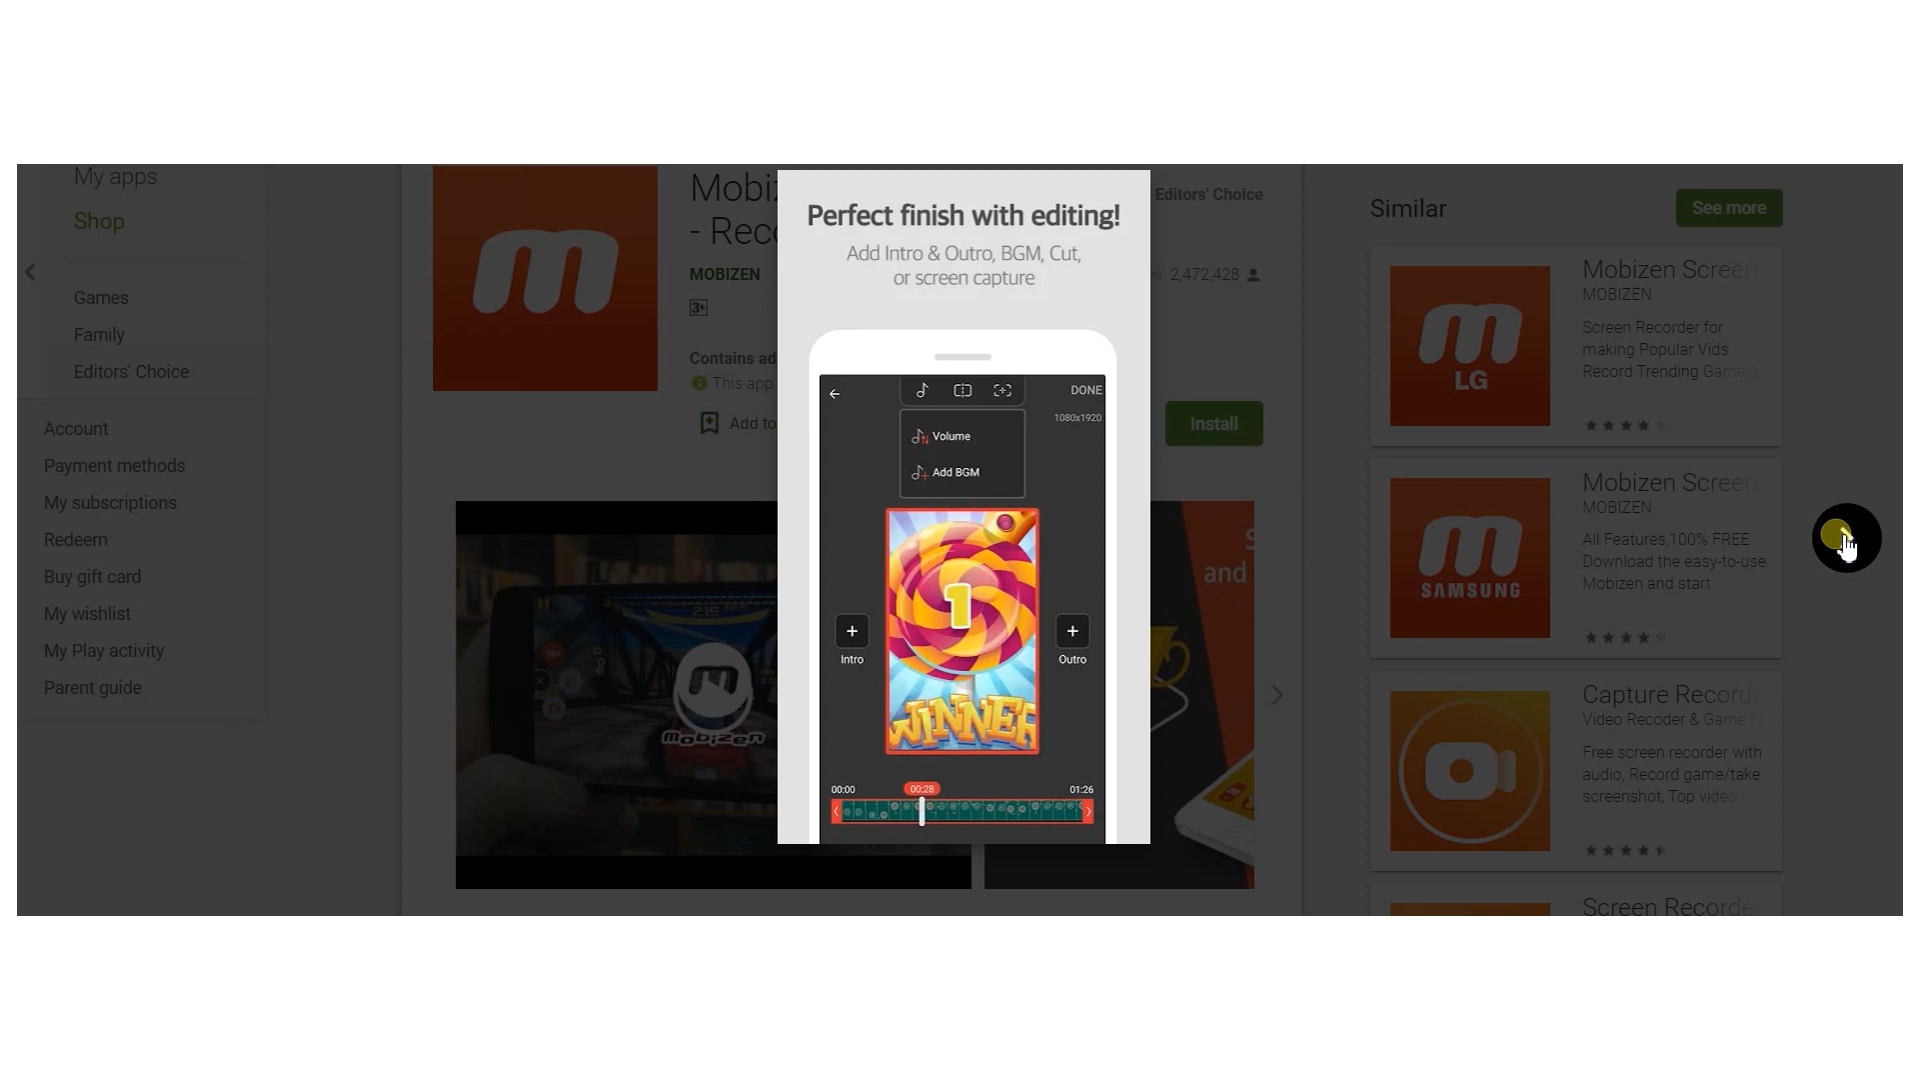 My apps
Shop
Games
Family
Editors' Choice
Account
Payment methods
My subscriptions
Redeem
Buy gift card
My wishlist
My Play activity
Parent guide
Mobiz
- Reco
MOBIZEN
3+
Contains ad
This app
Add to
Editors' Choice
2,472,428
Install
215
mobizen
S
and
Perfect finish with editing!
Add Intro & Outro, BGM, Cut,
or screen capture
DONE
1080x1920
Volume
Add BGM
1
WINNER
Intro
Outro
00:00
00:28
01:26
Similar
See more
LG
Mobizen Screen
MOBIZEN
Screen Recorder for
making Popular Vids
Record Trending Game
SAMSUNG
Mobizen Screen
MOBIZEN
All Features,100% FREE
Download the easy-to-use
Mobizen and start
Capture Recorde
Video Recoder & Game R
Free screen recorder with
audio, Record game/take
screenshot, Top video
Screen Recorde